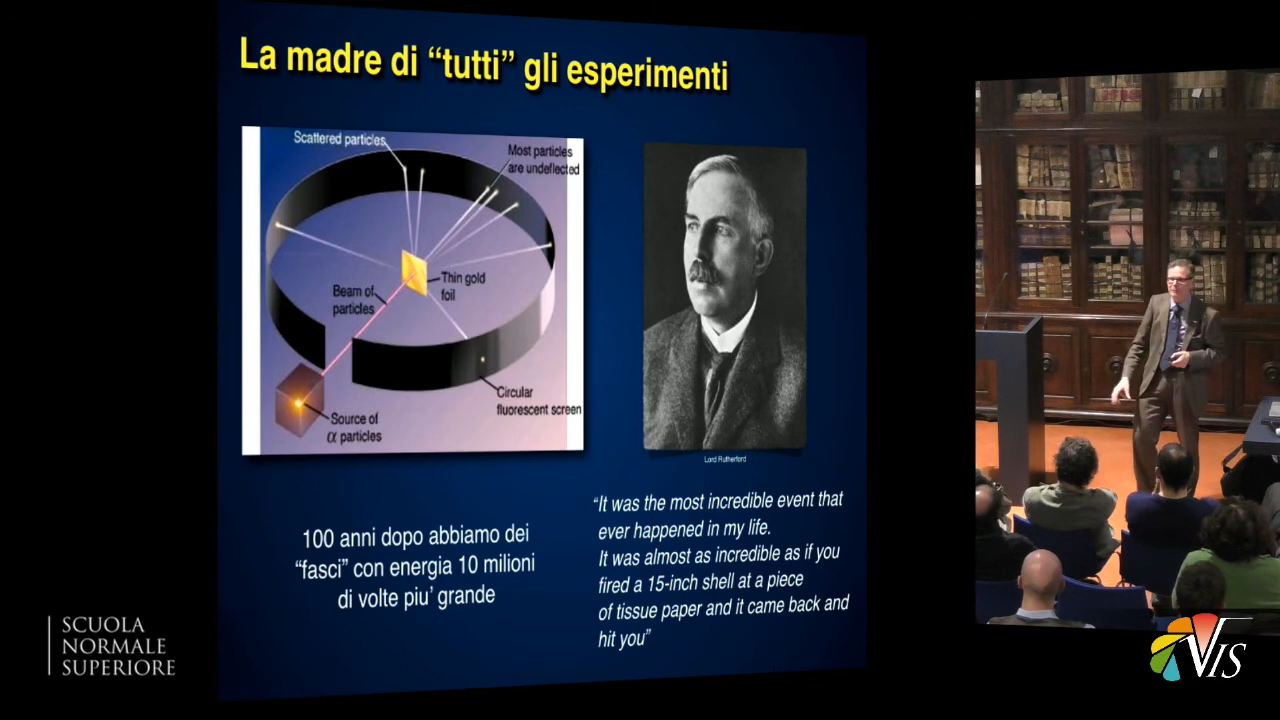 La madre di “tutti” gli esperimenti
Scattered particles
Most particles
are undeflected
Thin gold
foil
Beam of
particles
Circular
fluorescent screen
Source of
α particles
Lord Rutherford
100 anni dopo abbiamo dei
“fasci” con energia 10 milioni
di volte piu’ grande
“It was the most incredible event that
ever happened in my life.
It was almost as incredible as if you
fired a 15-inch shell at a piece
of tissue paper and it came back and
hit you”
SCUOLA
NORMALE
SUPERIORE
VIS